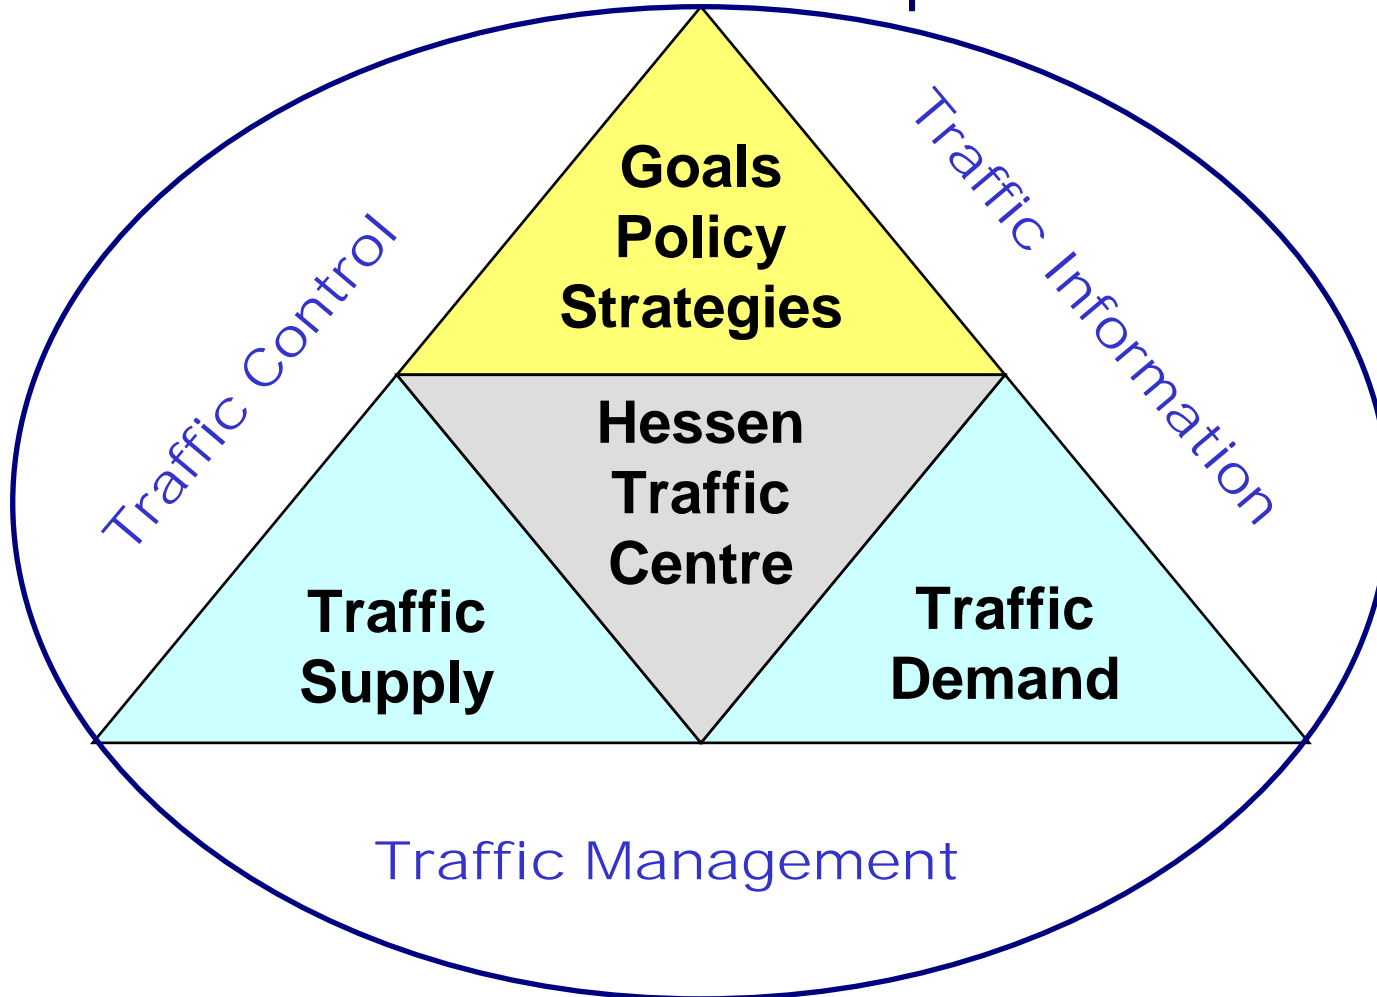 Goals
Policy
Strategies
Traffic Control
Traffic Information
Hessen
Traffic
Centre
Traffic
Supply
Traffic
Demand
Traffic Management